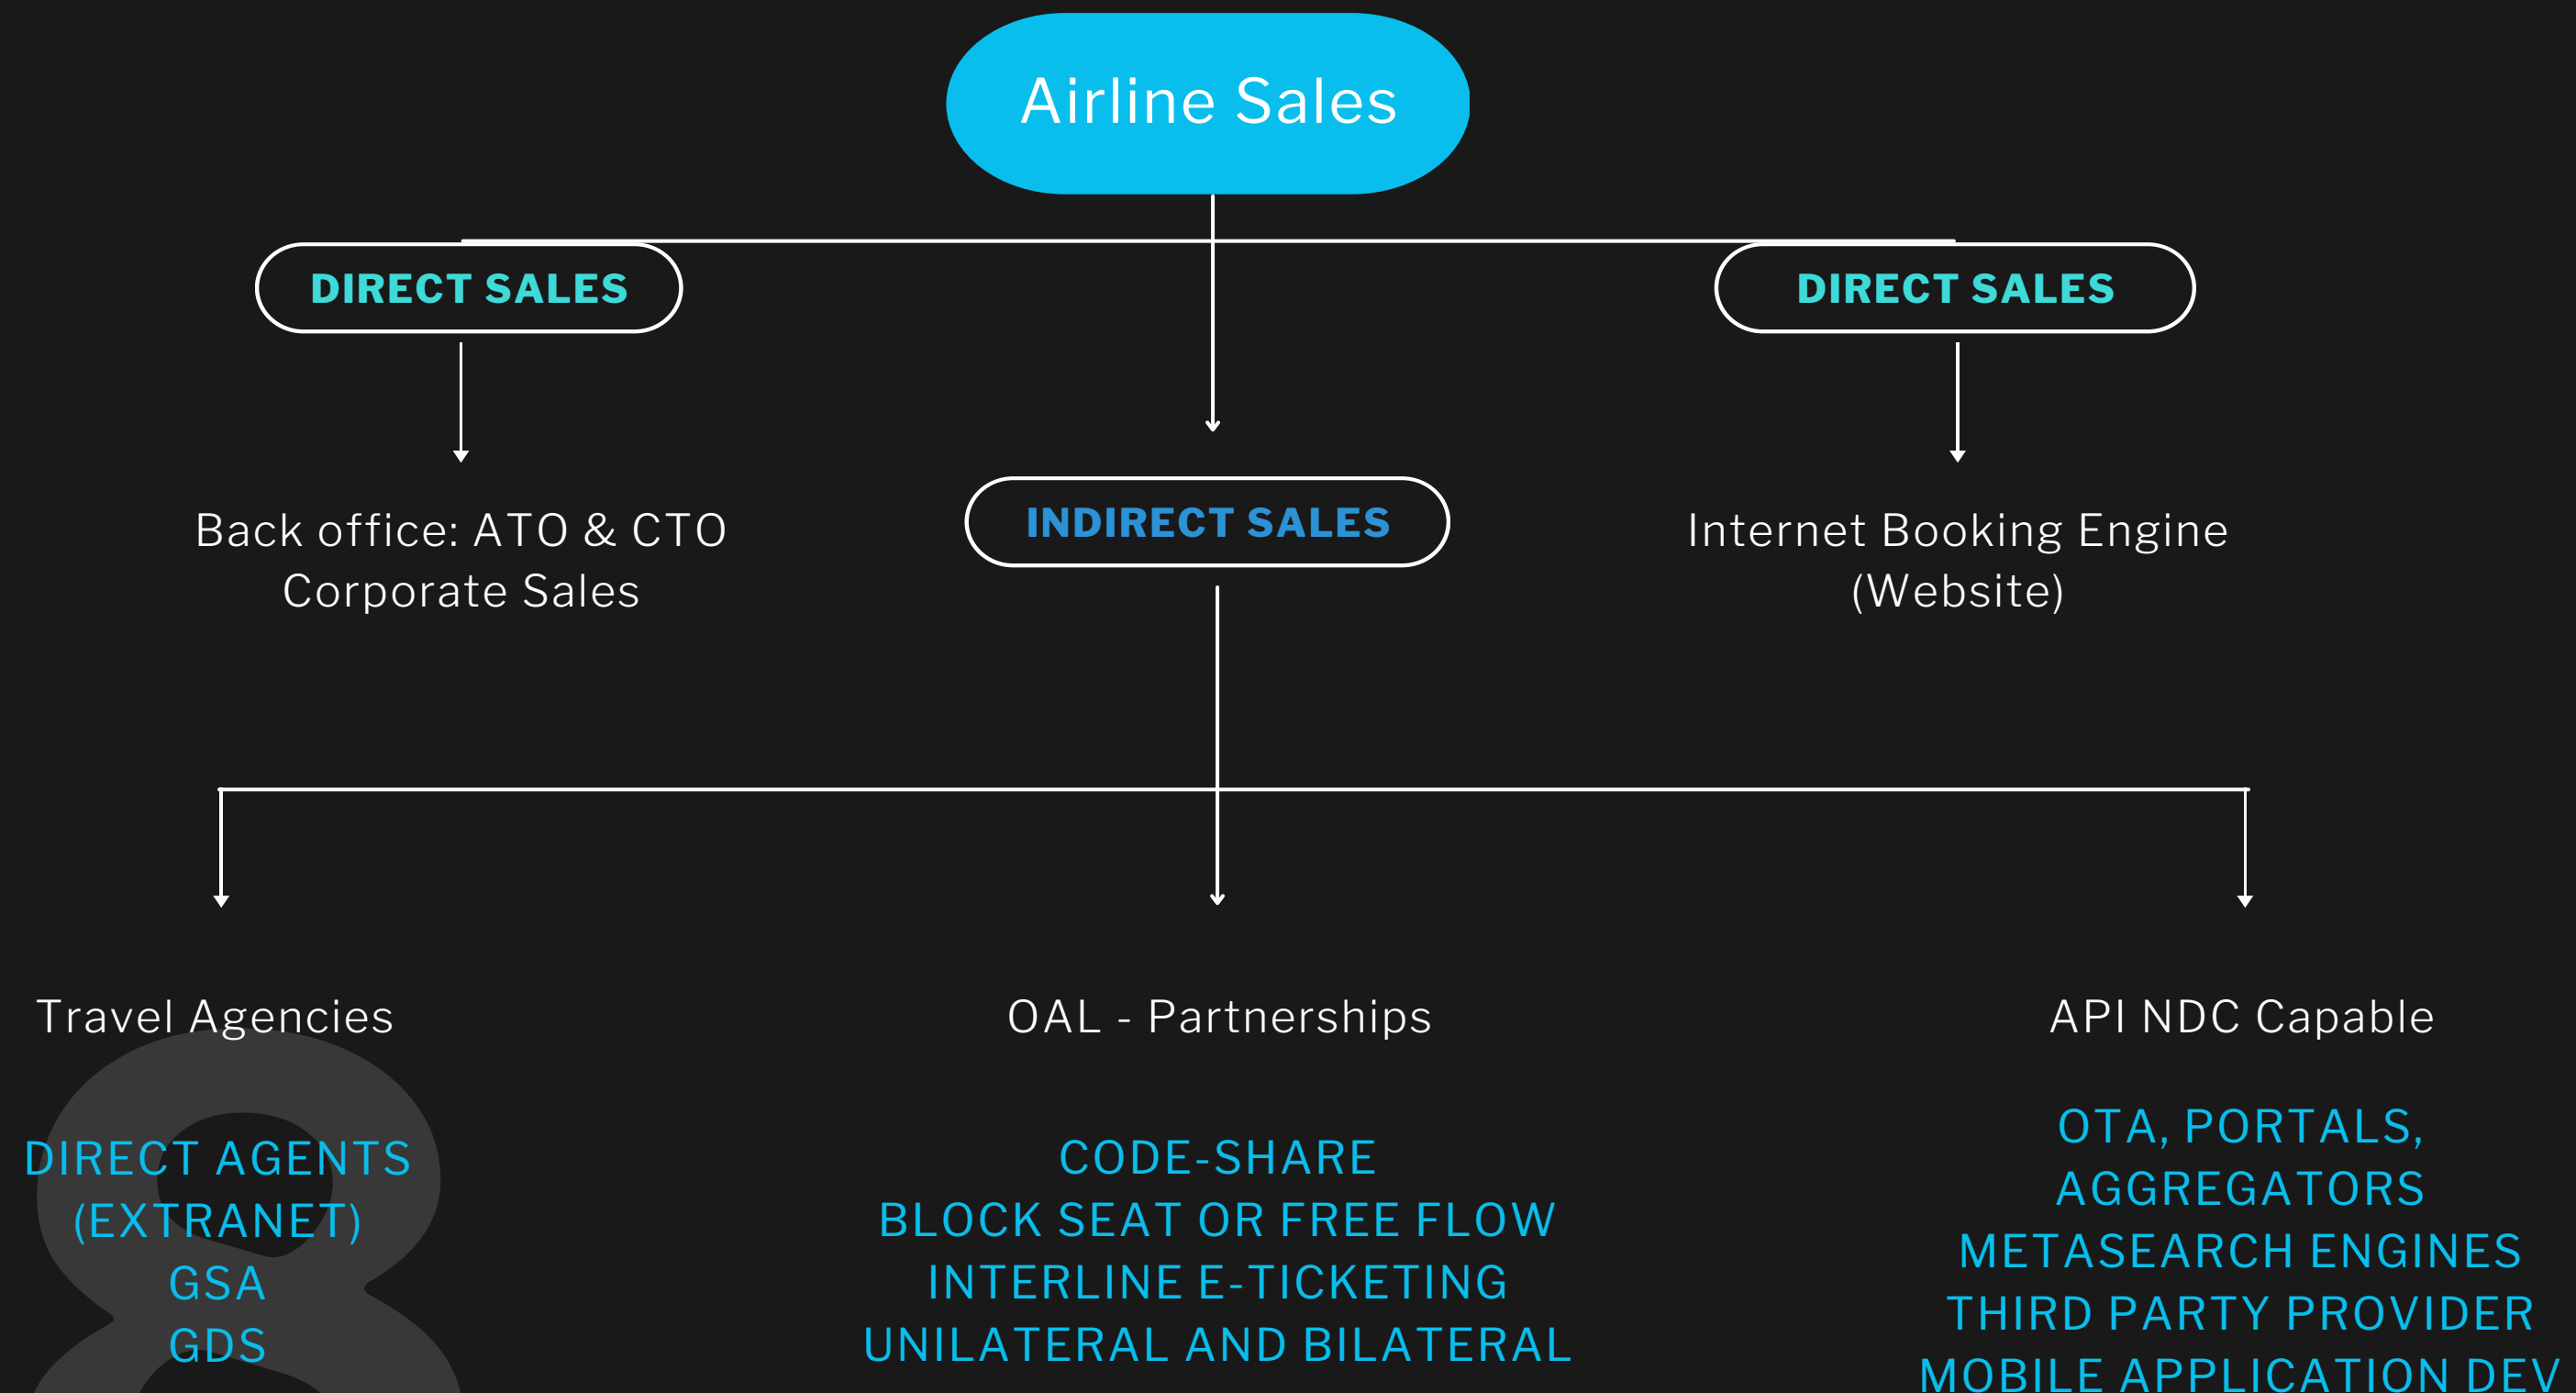 Airline Sales
DIRECT SALES
DIRECT SALES
Back office: ATO & CTO
Corporate Sales
INDIRECT SALES
Internet Booking Engine
(Website)
Travel Agencies
DIRECT AGENTS
(EXTRANET)
GSA
GDS
OAL - Partnerships
CODE-SHARE
BLOCK SEAT OR FREE FLOW
INTERLINE E-TICKETING
UNILATERAL AND BILATERAL
API NDC Capable
OTA, PORTALS,
AGGREGATORS
METASEARCH ENGINES
THIRD PARTY PROVIDER
MOBILE APPLICATION DEV
8